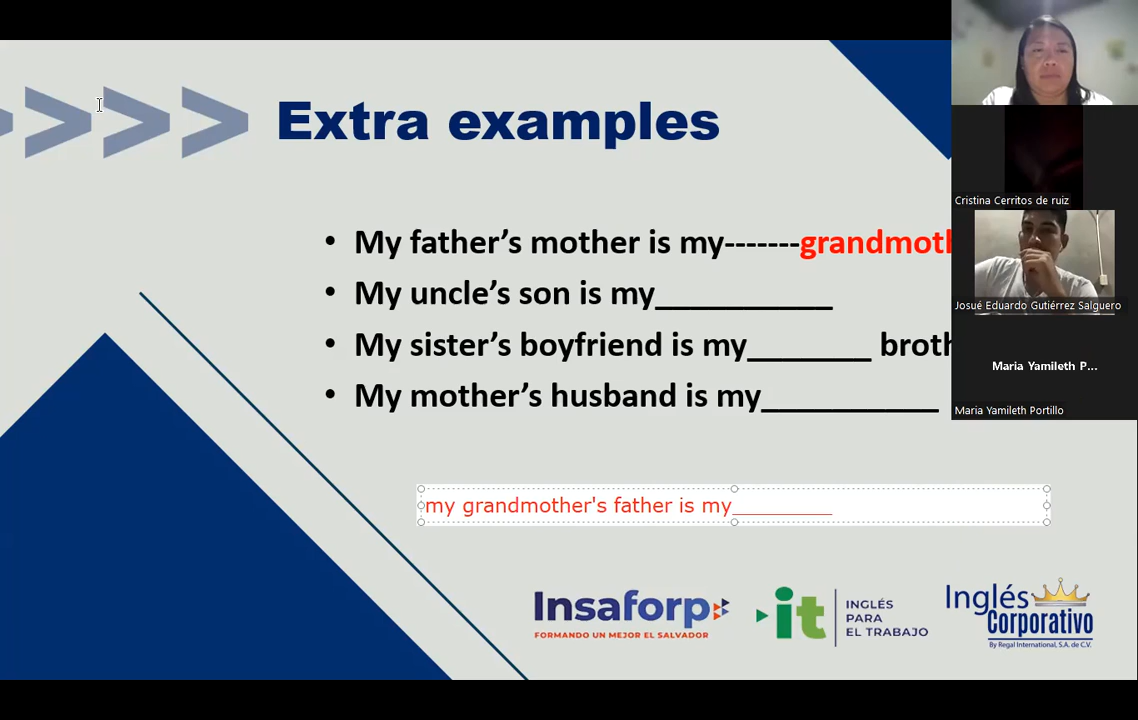 Extra examples
• My father’s mother is my-------grandmoth
• My uncle’s son is my___________
• My sister’s boyfriend is my_______ broth
• My mother’s husband is my__________
my grandmother's father is my_________
Cristina Cerritos de ruiz
Josué Eduardo Gutiérrez Salguero
Maria Yamileth P...
Maria Yamileth Portillo
Insaforp
FORMANDO UN MEJOR EL SALVADOR
it
INGLÉS
PARA
EL TRABAJO
Inglés
Corporativo
By Regal International, S.A. de C.V.